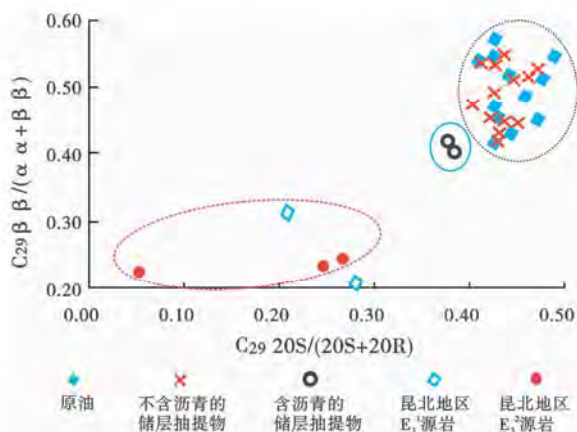 0.60
0.50
0.40
0.30
0.20
C29 β β /(α α + β β)
0.00 0.10 0.20 0.30 0.40 0.50
C29 20S/(20S+20R)
原油 不含沥青的 含沥青的 昆北地区 昆北地区
储层抽提物 储层抽提物 E₃¹源岩 E₃²源岩